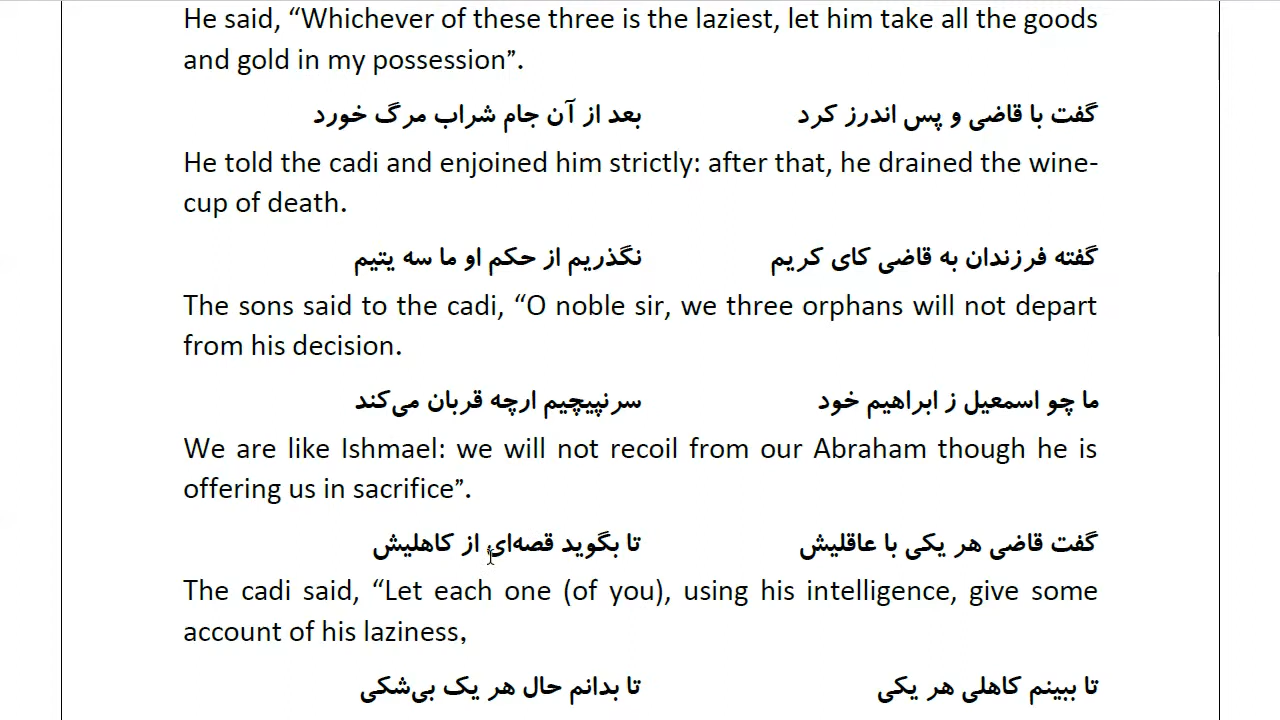 He said, “Whichever of these three is the laziest, let him take all the goods
and gold in my possession”.
گفت با قاضی و پس اندرز کرد    بعد از آن جام شراب مرگ خورد
He told the cadi and enjoined him strictly: after that, he drained the wine-
cup of death.
گفته فرزندان به قاضی کای کریم    نگذریم از حکم او ما سه یتیم
The sons said to the cadi, “O noble sir, we three orphans will not depart
from his decision.
ما چو اسمعیل ز ابراهیم خود    سرنپیچیم ارچه قربان می‌کند
We are like Ishmael: we will not recoil from our Abraham though he is
offering us in sacrifice”.
گفت قاضی هر یکی با عاقلیش    تا بگوید قصه‌ای از کاهلیش
The cadi said, “Let each one (of you), using his intelligence, give some
account of his laziness,
تا ببینم کاهلی هر یکی    تا بدانم حال هر یک بی‌شکی